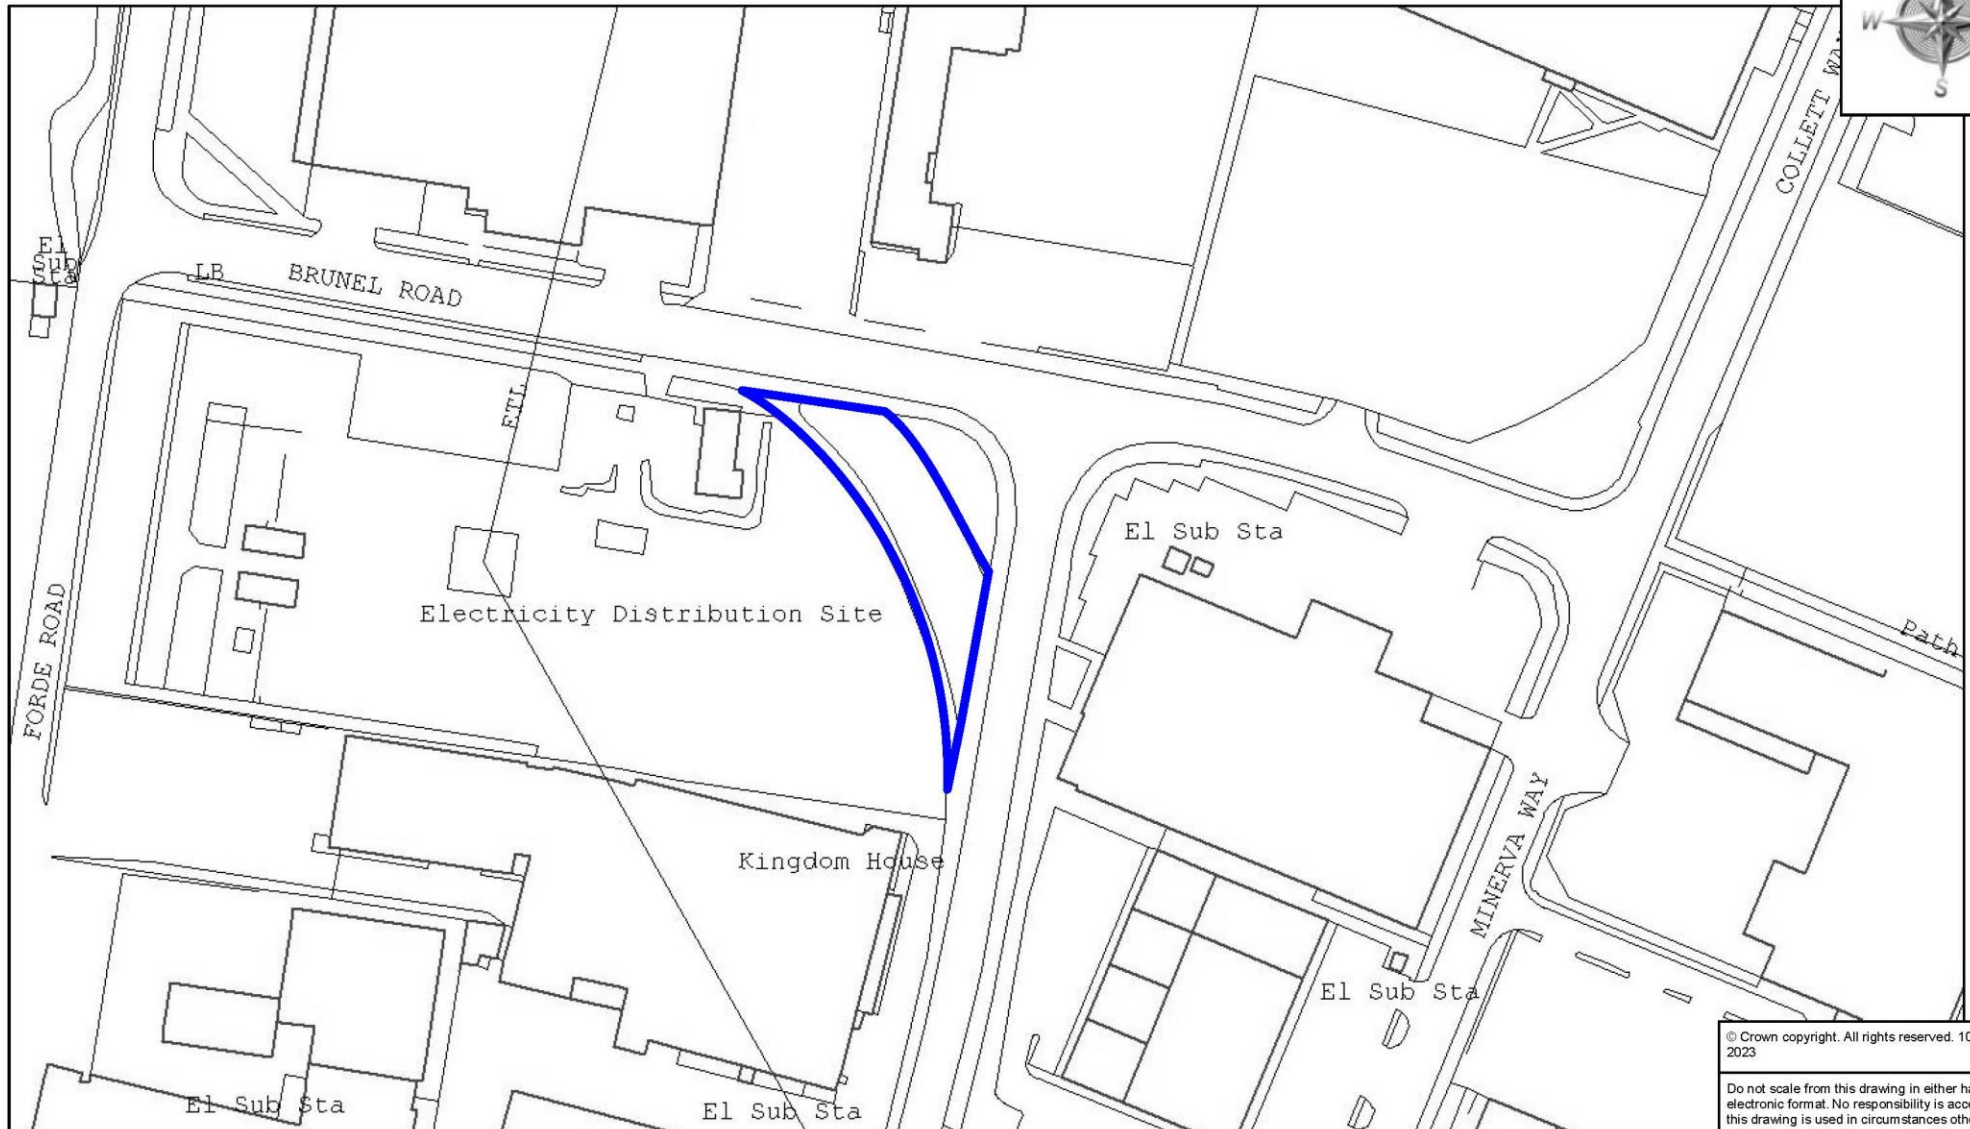 W
S
COLLETT
El
Sub
Sta
LB
BRUNEL ROAD
ETL
El Sub Sta
Electricity Distribution Site
FORDE ROAD
Path
MINERVA WAY
Kingdom House
El Sub Sta
El Sub Sta
El Sub Sta
© Crown copyright. All rights reserved. 10
2023
Do not scale from this drawing in either
electronic format. No responsibility is
this drawing is used in circumstances